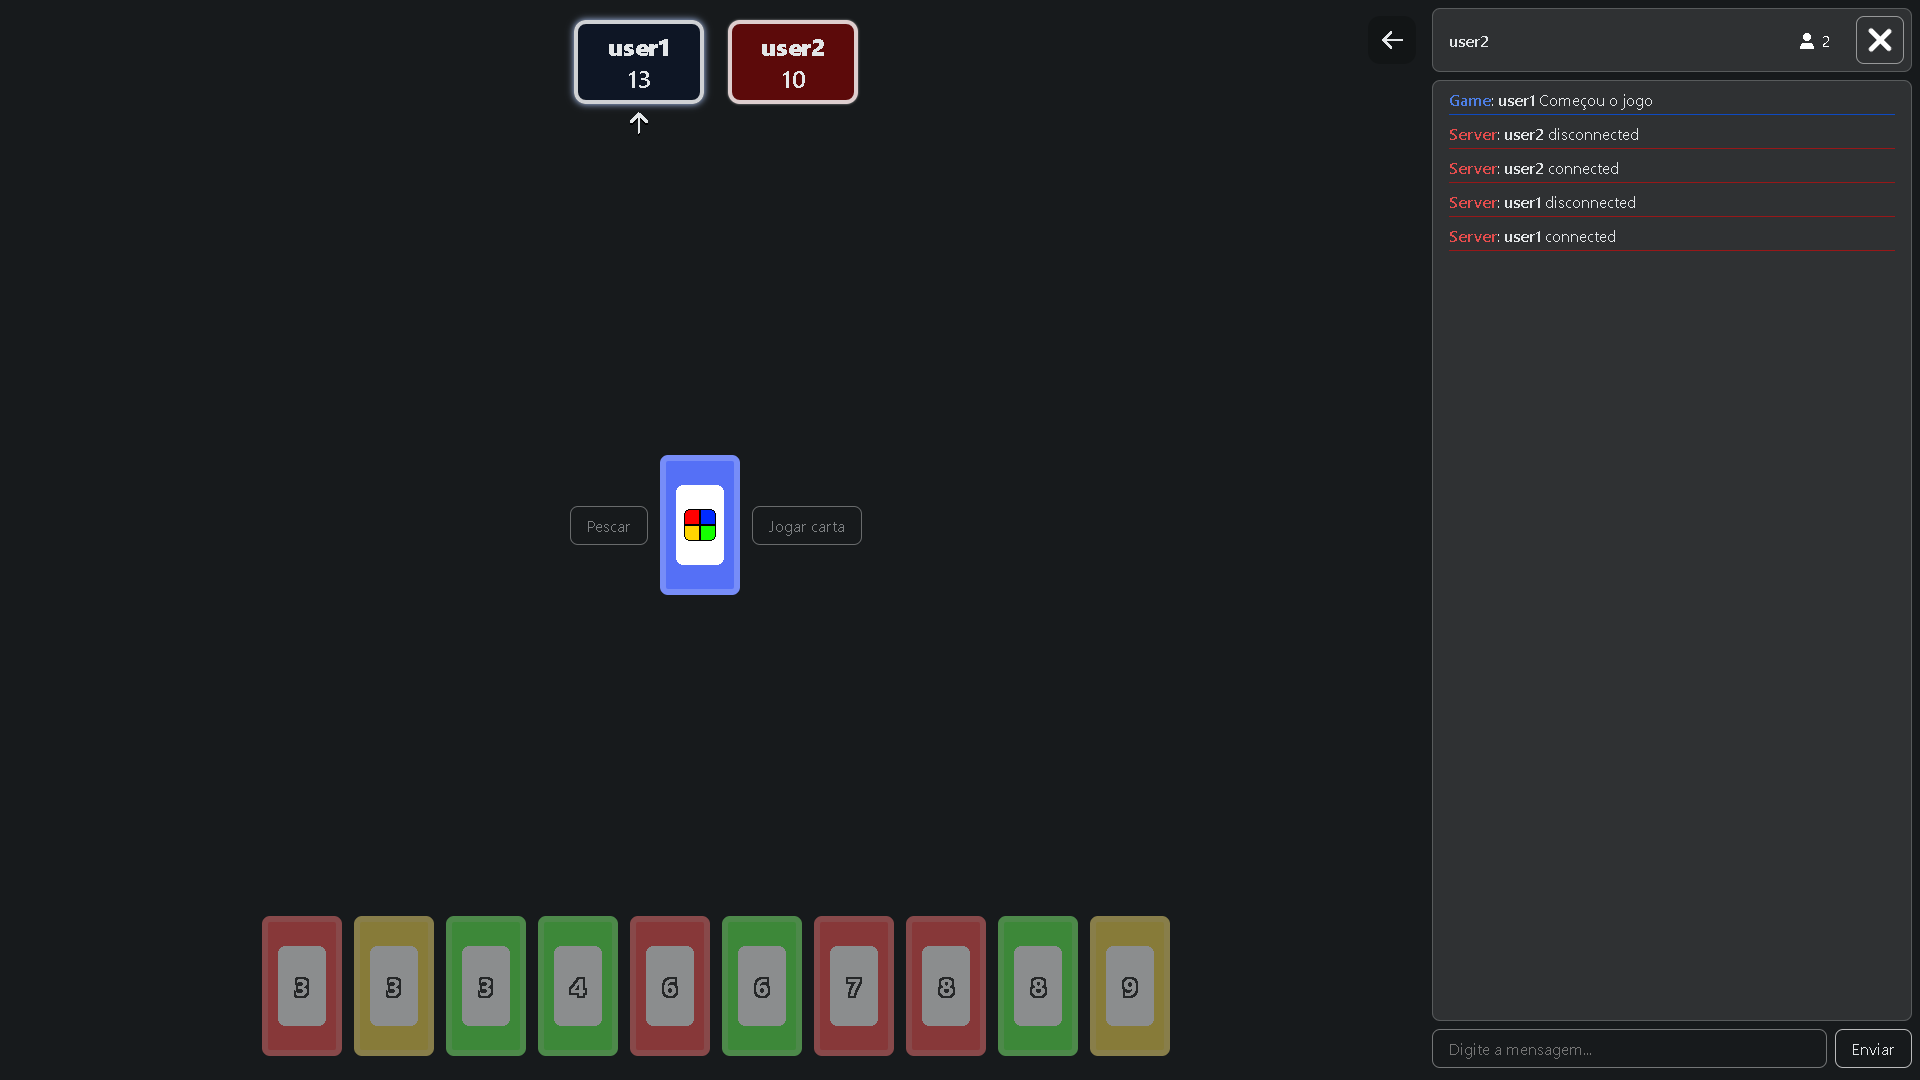 user1
13
user2
10
user2
2
Game: user1 Começou o jogo
Server: user2 disconnected
Server: user2 connected
Server: user1 disconnected
Server: user1 connected
Pescar
Jogar carta
3
3
3
4
6
6
7
8
8
9
Digite a mensagem...
Enviar